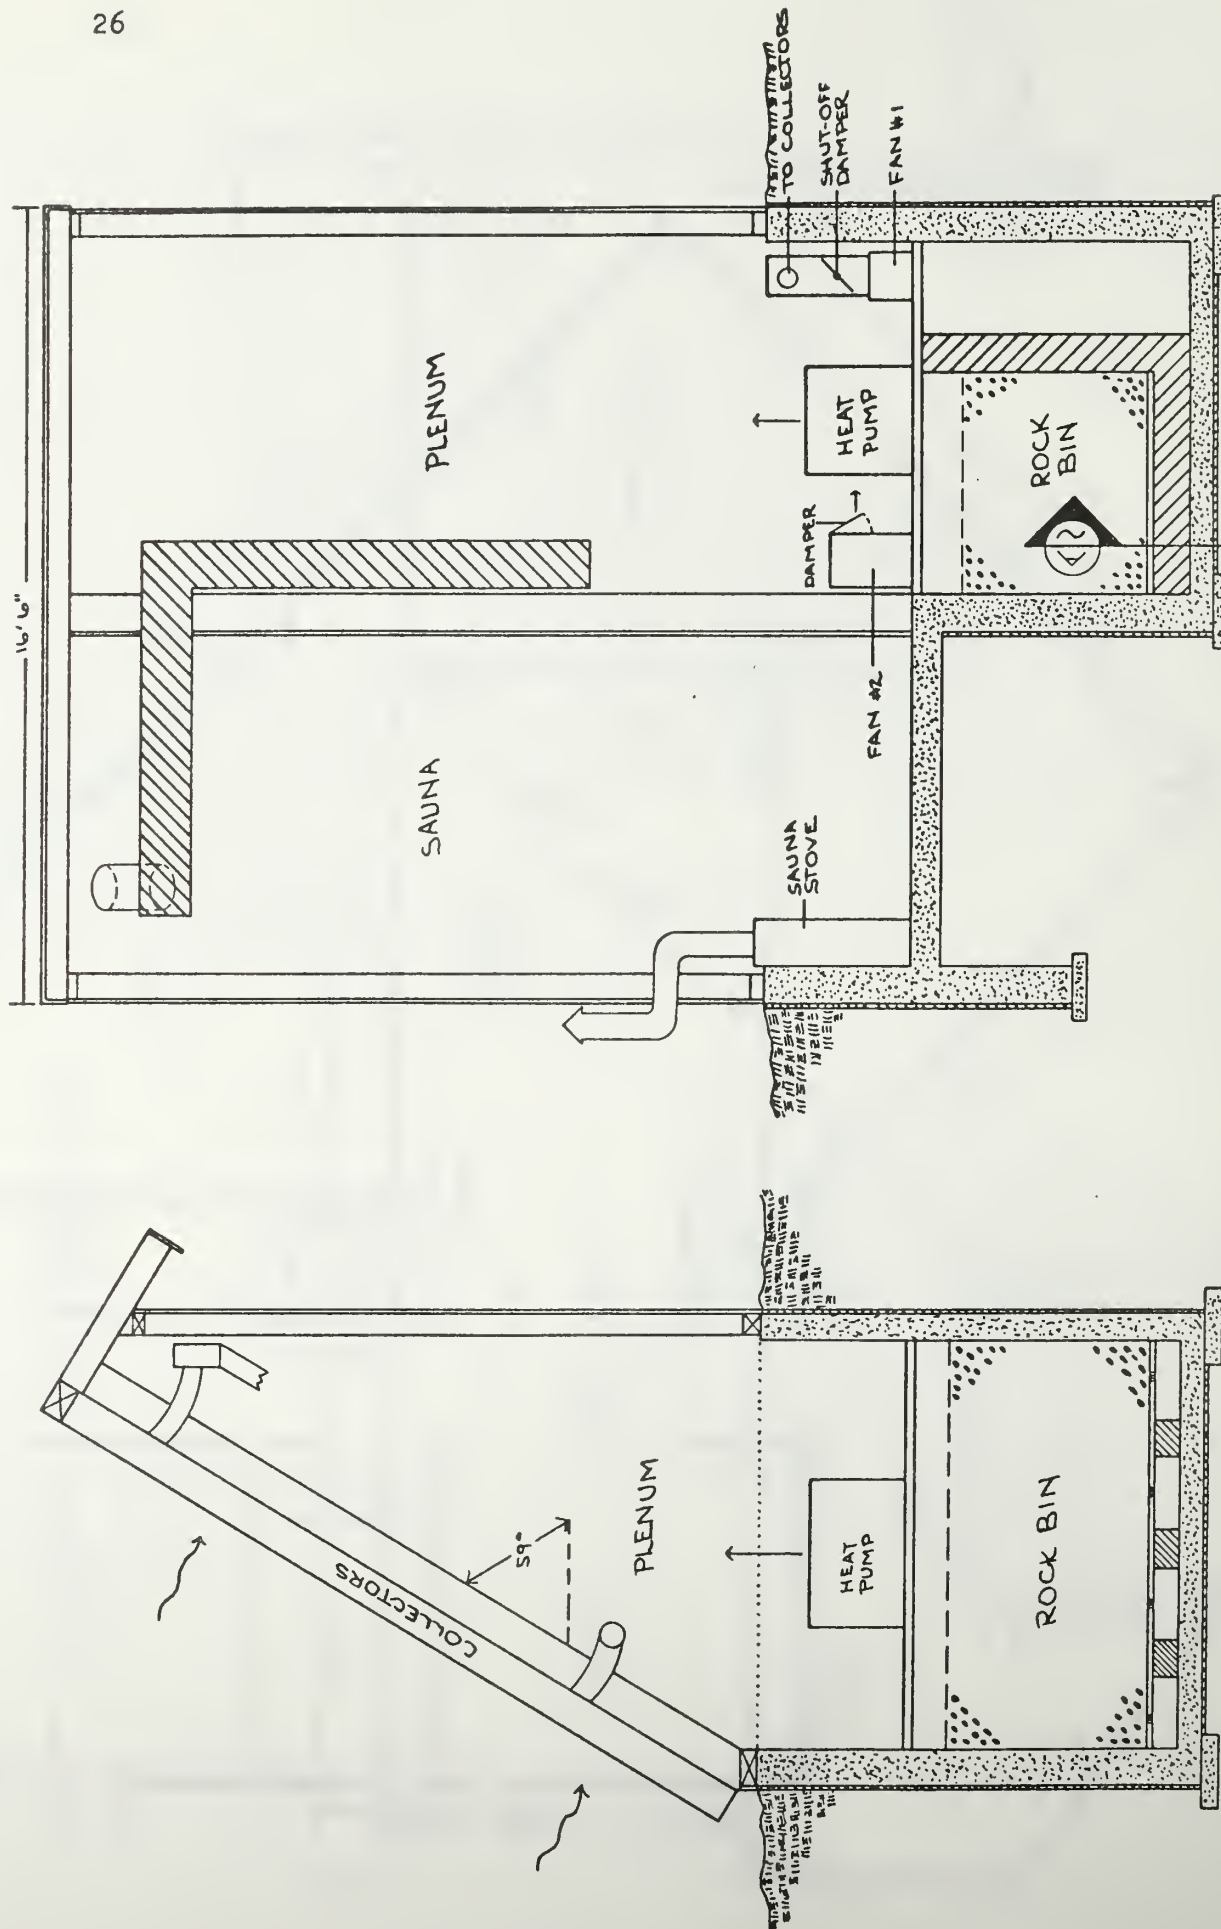 26
16' 6"
TO COLLECTORS
SHUT-OFF
DAMPER
FAN #1
PLENUM
HEAT
PUMP
DAMPER
ROCK
BIN
FAN #2
SAUNA
SAUNA
STOVE
COLLECTORS
59°
PLENUM
HEAT
PUMP
ROCK BIN